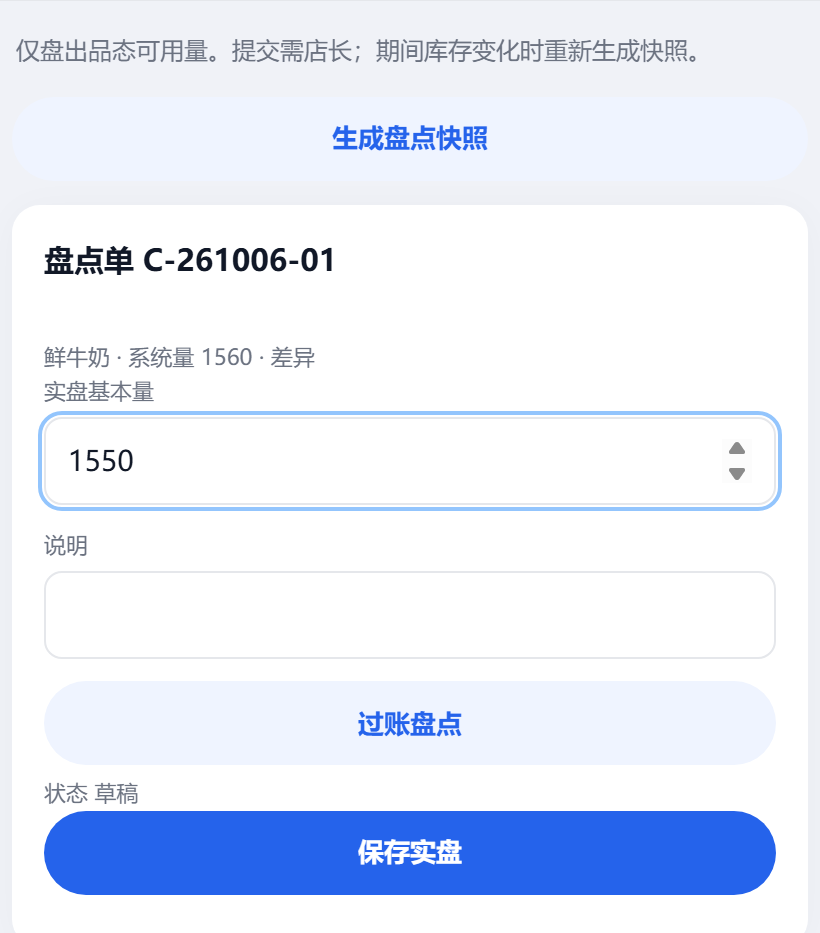 仅盘出品态可用量。提交需店长；期间库存变化时重新生成快照。
生成盘点快照
盘点单 C-261006-01
鲜牛奶 · 系统量 1560 · 差异
实盘基本量
1550
说明
过账盘点
状态 草稿
保存实盘